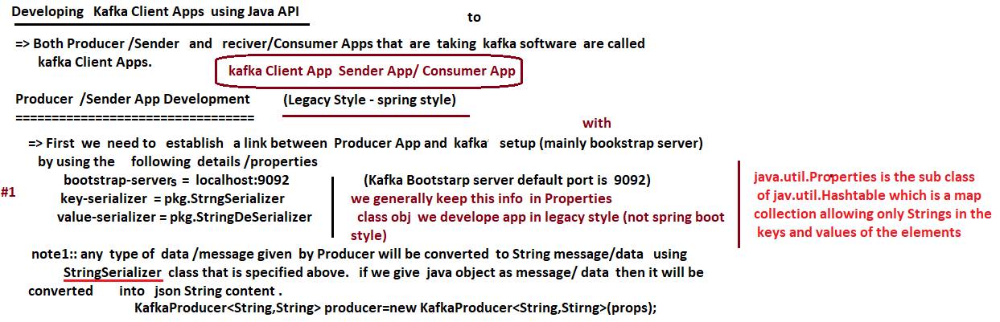 Developing Kafka Client Apps using Java API
to
=> Both Producer /Sender and reciver/Consumer Apps that are taking kafka software are called
kafka Client Apps.
kafka Client App Sender App/ Consumer App
Producer /Sender App Development (Legacy Style - spring style)
=================================
with
=> First we need to establish a link between Producer App and kafka setup (mainly bookstrap server)
by using the following details /properties
bootstrap-servers = localhost:9092 (Kafka Bootstarp server default port is 9092)
#1
key-serializer = pkg.StrngSerializer
value-serializer = pkg.StringDeSerializer
we generally keep this info in Properties
class obj we develope app in legacy style (not spring boot
style)
java.util.Properties is the sub class
of jav.util.Hashtable which is a map
collection allowing only Strings in the
keys and values of the elements
note1:: any type of data /message given by Producer will be converted to String message/data using
StringSerializer class that is specified above. if we give java object as message/ data then it will be
converted into json String content .
KafkaProducer<String,String> producer=new KafkaProducer<String,Stirng>(props);